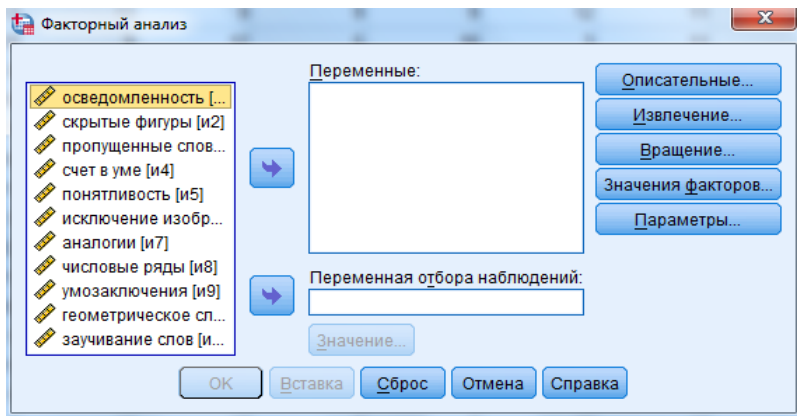 Факторный анализ
Переменные:
осведомленность [...
скрытые фигуры [и2]
пропущенные слов...
счет в уме [и4]
понятливость [и5]
исключение изобр...
аналогии [и7]
числовые ряды [и8]
умозаключения [и9]
геометрическое сл...
заучивание слов [и...
Описательные...
Извлечение...
Вращение...
Значения факторов...
Параметры...
Переменная отбора наблюдений:
Значение...
OK Вставка Сброс Отмена Справка